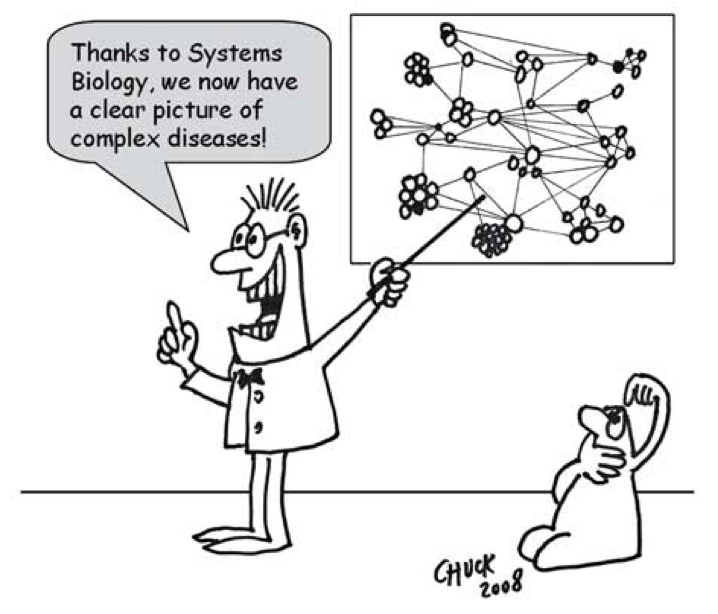 Thanks to Systems
Biology, we now have
a clear picture of
complex diseases!
CHUCK
2008